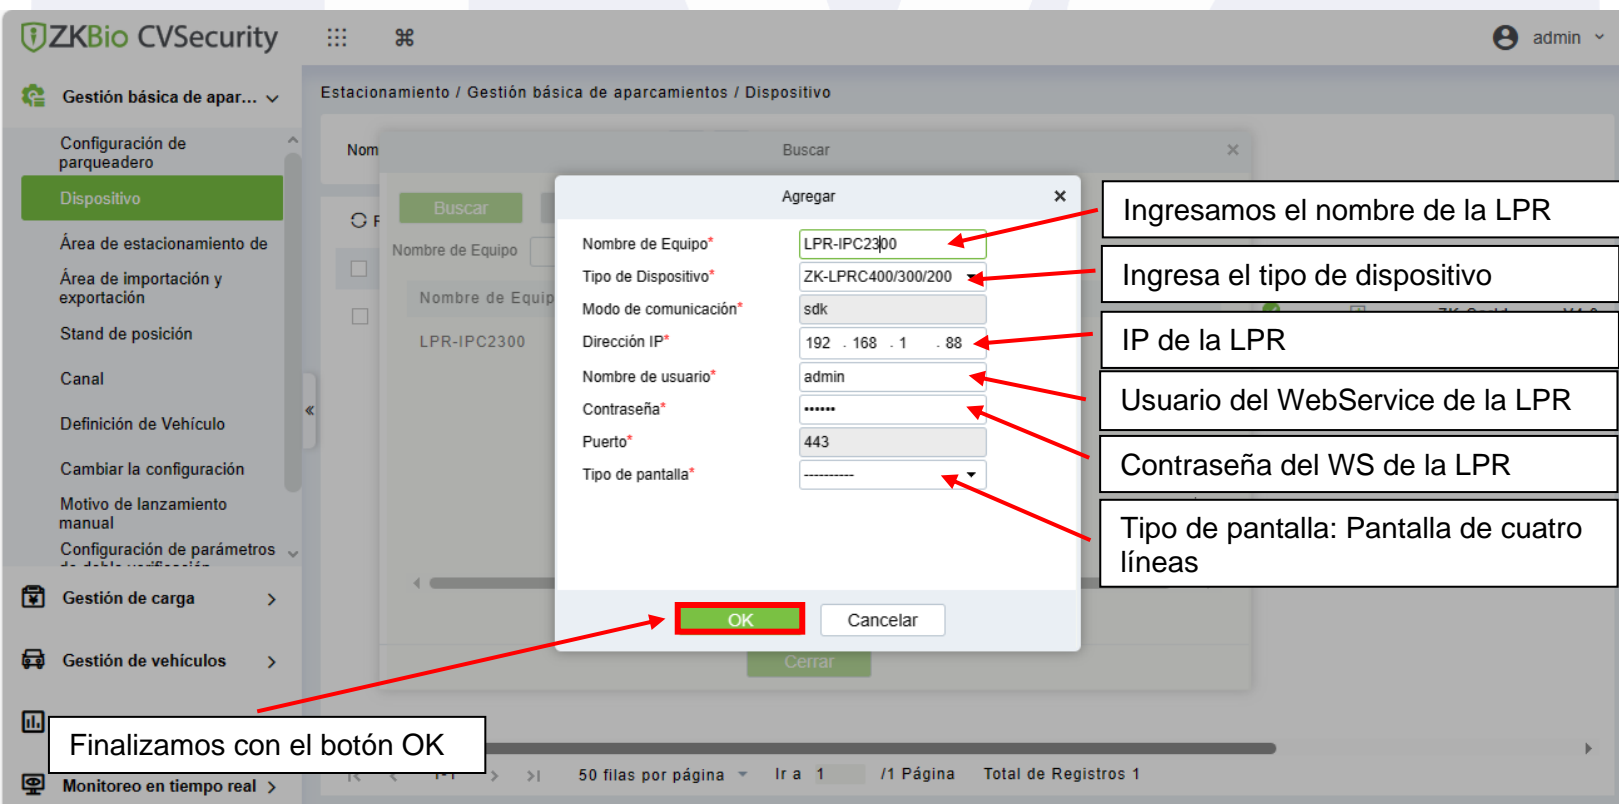 ZKBio CVSecurity
admin
Gestión básica de apar...
Estacionamiento / Gestión básica de aparcamientos / Dispositivo
Configuración de
parqueadero
Dispositivo
Área de estacionamiento de
Área de importación y
exportación
Stand de posición
Canal
Definición de Vehículo
Cambiar la configuración
Motivo de lanzamiento
manual
Configuración de parámetros
Gestión de carga
Gestión de vehículos
Monitoreo en tiempo real
Nom
Buscar
Buscar
Nombre de Equipo
Nombre de Equip
LPR-IPC2300
Cerrar
Agregar
Nombre de Equipo* LPR-IPC2300
Tipo de Dispositivo* ZK-LPRC400/300/200
Modo de comunicación* sdk
Dirección IP* 192 . 168 . 1 . 88
Nombre de usuario* admin
Contraseña* ••••••
Puerto* 443
Tipo de pantalla* ----------
OK
Cancelar
Ingresamos el nombre de la LPR
Ingresa el tipo de dispositivo
IP de la LPR
Usuario del WebService de la LPR
Contraseña del WS de la LPR
Tipo de pantalla: Pantalla de cuatro
líneas
Finalizamos con el botón OK
50 filas por página Ir a 1 /1 Página Total de Registros 1